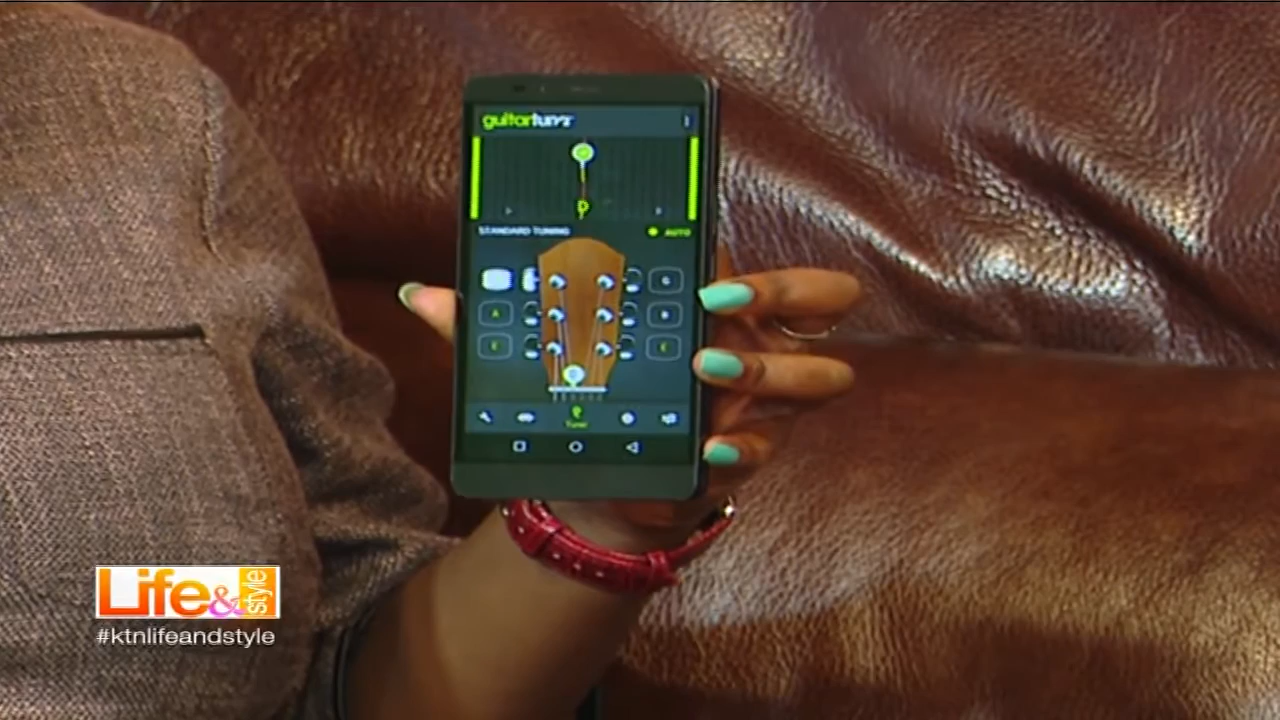 guitartuna
D
STANDARD TUNING
AUTO
G
A
B
E
E
Tuner
Life & style
#ktnlifeandstyle